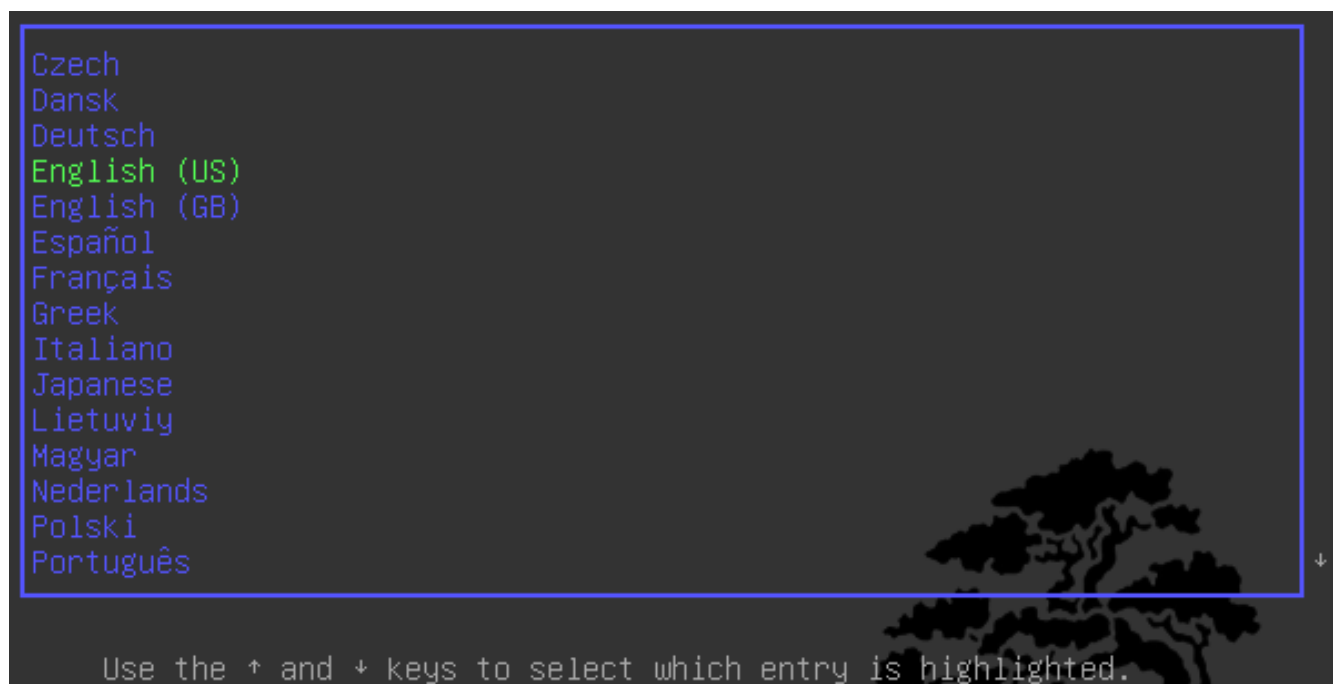 Czech
Dansk
Deutsch
English (US)
English (GB)
Español
Français
Greek
Italiano
Japanese
Lietuviy
Magyar
Nederlands
Polski
Português
↓
Use the ↑ and ↓ keys to select which entry is highlighted.